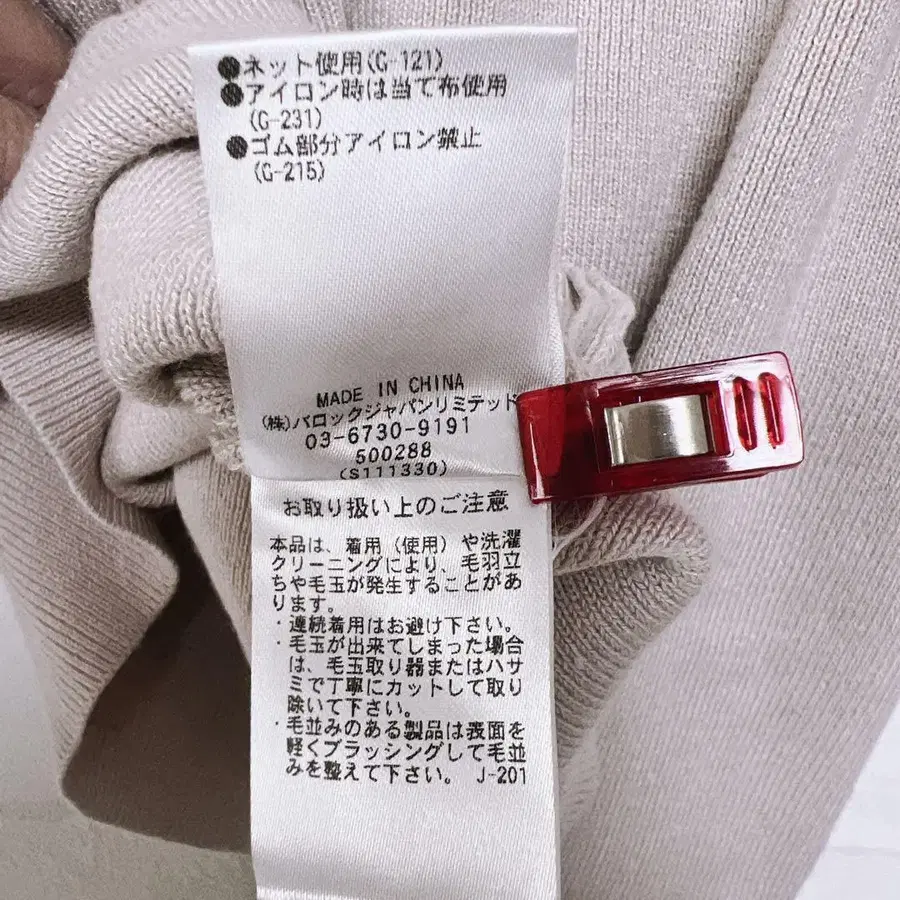 ●ネット使用(G-121)
●アイロン時は当て布使用
(G-231)
●ゴム部分アイロン禁止
(G-215)
MADE IN CHINA
(株)バロックジャパンリミテッド
03-6730-9191
500288
(S111330)
お取り扱い上のご注意
本品は、着用（使用）や洗濯
クリーニングにより、毛羽立
ちや毛玉が発生することがあ
ります。
・連続着用はお避け下さい。
・毛玉が出来てしまった場合
は、毛玉取り器またはハサ
ミで丁寧にカットして取り
除いて下さい。
・毛並みのある製品は表面を
軽くブラッシングして毛並
みを整えて下さい。 J-201